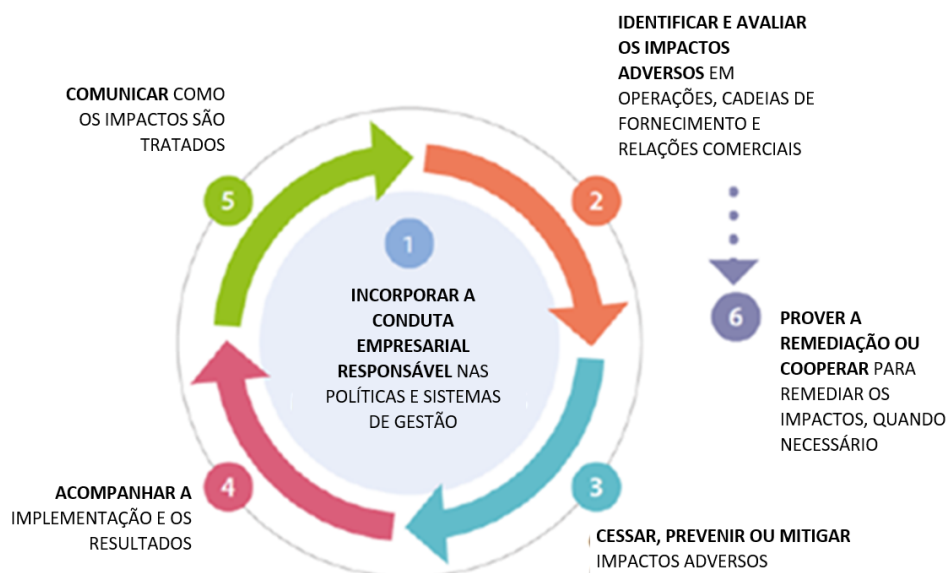 1
INCORPORAR A
CONDUTA
EMPRESARIAL
RESPONSÁVEL NAS
POLÍTICAS E SISTEMAS
DE GESTÃO
2
IDENTIFICAR E AVALIAR
OS IMPACTOS
ADVERSOS EM
OPERAÇÕES, CADEIAS DE
FORNECIMENTO E
RELAÇÕES COMERCIAIS
3
CESSAR, PREVENIR OU MITIGAR
IMPACTOS ADVERSOS
4
ACOMPANHAR A
IMPLEMENTAÇÃO E OS
RESULTADOS
5
COMUNICAR COMO
OS IMPACTOS SÃO
TRATADOS
6
PROVER A
REMEDIAÇÃO OU
COOPERAR PARA
REMEDIAR OS
IMPACTOS, QUANDO
NECESSÁRIO